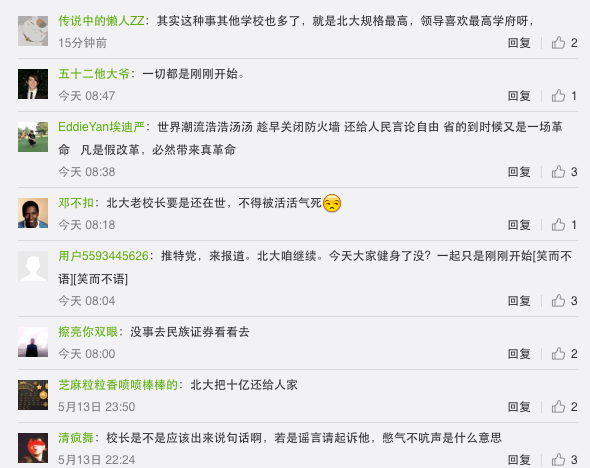 传说中的懒人ZZ：其实这种事其他学校也多了，就是北大规格最高，领导喜欢最高学府呀，
15分钟前 回复 2
五十二他大爷：一切都是刚刚开始。
今天 08:47 回复 1
EddieYan埃迪严：世界潮流浩浩汤汤 趁早关闭防火墙 还给人民言论自由 省的到时候又是一场革
命 凡是假改革，必然带来真革命
今天 08:38 回复 3
邓不扣：北大老校长要是还在世，不得被活活气死
今天 08:18 回复 1
用户5593445626：推特党，来报道。北大咱继续。今天大家健身了没？一起只是刚刚开始[笑而不
语][笑而不语]
今天 08:04 回复 3
擦亮你双眼：没事去民族证券看看去
今天 08:00 回复 2
芝麻粒粒香喷喷棒棒的：北大把十亿还给人家
5月13日 23:50 回复 2
清疯舞：校长是不是应该出来说句话啊，若是谣言请起诉他，憋气不吭声是什么意思
5月13日 22:24 回复 3